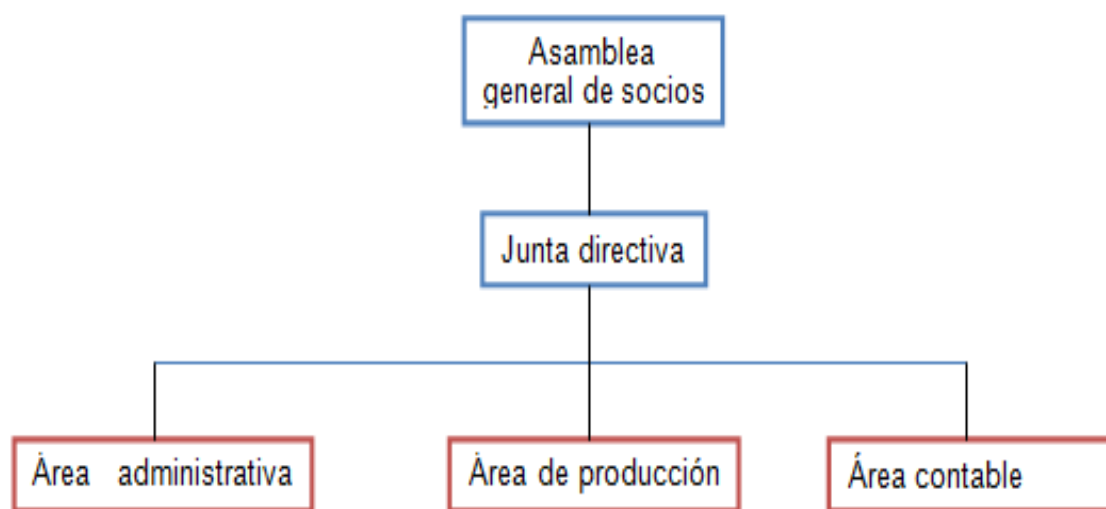 Asamblea
general de socios
Junta directiva
Área administrativa
Área de producción
Área contable